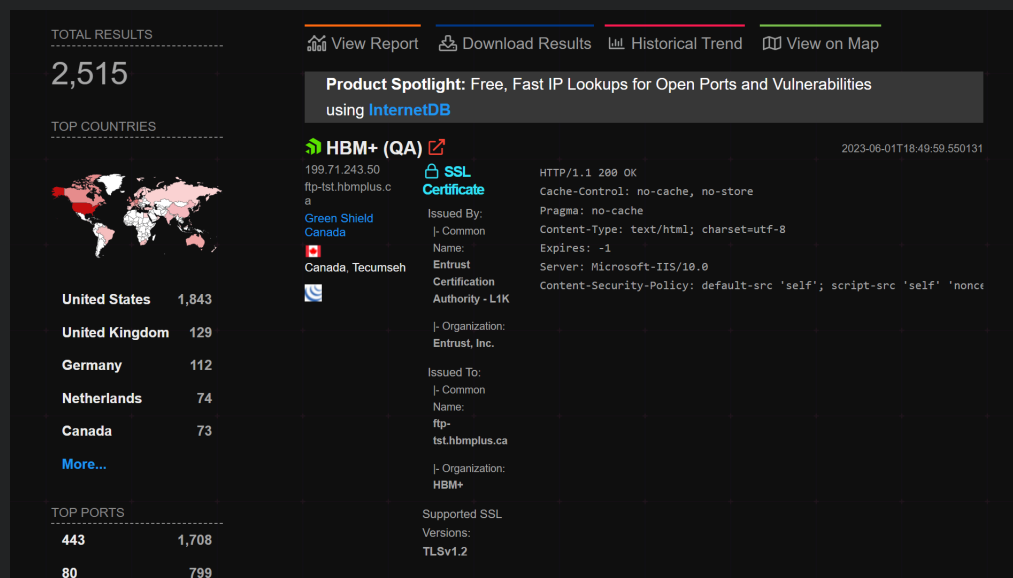 TOTAL RESULTS
2,515
TOP COUNTRIES
United States 1,843
United Kingdom 129
Germany 112
Netherlands 74
Canada 73
More...
TOP PORTS
443 1,708
80 799
View Report Download Results Historical Trend View on Map
Product Spotlight: Free, Fast IP Lookups for Open Ports and Vulnerabilities
using InternetDB
HBM+ (QA)
2023-06-01T18:49:59.550131
199.71.243.50
ftp-tst.hbmplus.c
a
Green Shield
Canada
Canada, Tecumseh
SSL
Certificate
Issued By:
|- Common
Name:
Entrust
Certification
Authority - L1K
|- Organization:
Entrust, Inc.
Issued To:
|- Common
Name:
ftp-
tst.hbmplus.ca
|- Organization:
HBM+
Supported SSL
Versions:
TLSv1.2
HTTP/1.1 200 OK
Cache-Control: no-cache, no-store
Pragma: no-cache
Content-Type: text/html; charset=utf-8
Expires: -1
Server: Microsoft-IIS/10.0
Content-Security-Policy: default-src 'self'; script-src 'self' 'nonce